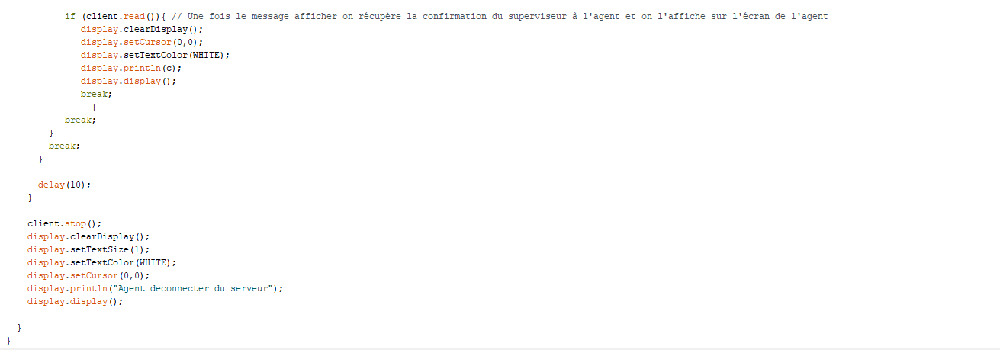 if (client.read()){ // Une fois le message afficher on récupère la confirmation du superviseur à l'agent et on l'affiche sur l'écran de l'agent
display.clearDisplay();
display.setCursor(0,0);
display.setTextColor(WHITE);
display.println(c);
display.display();
break;
}
break;
}
break;
}
delay(10);
}
client.stop();
display.clearDisplay();
display.setTextSize(1);
display.setTextColor(WHITE);
display.setCursor(0,0);
display.println("Agent deconnecter du serveur");
display.display();
}
}